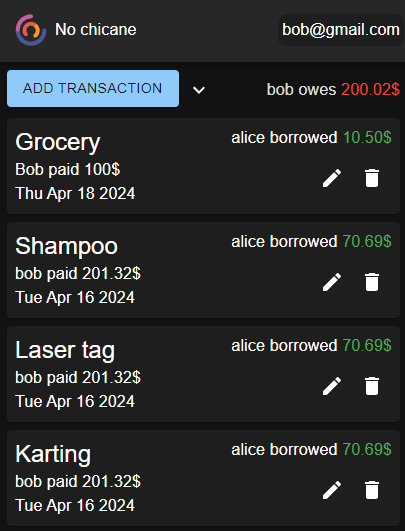 No chicane
bob@gmail.com
ADD TRANSACTION
bob owes 200.02$
Grocery
alice borrowed 10.50$
Bob paid 100$
Thu Apr 18 2024
Shampoo
alice borrowed 70.69$
bob paid 201.32$
Tue Apr 16 2024
Laser tag
alice borrowed 70.69$
bob paid 201.32$
Tue Apr 16 2024
Karting
alice borrowed 70.69$
bob paid 201.32$
Tue Apr 16 2024